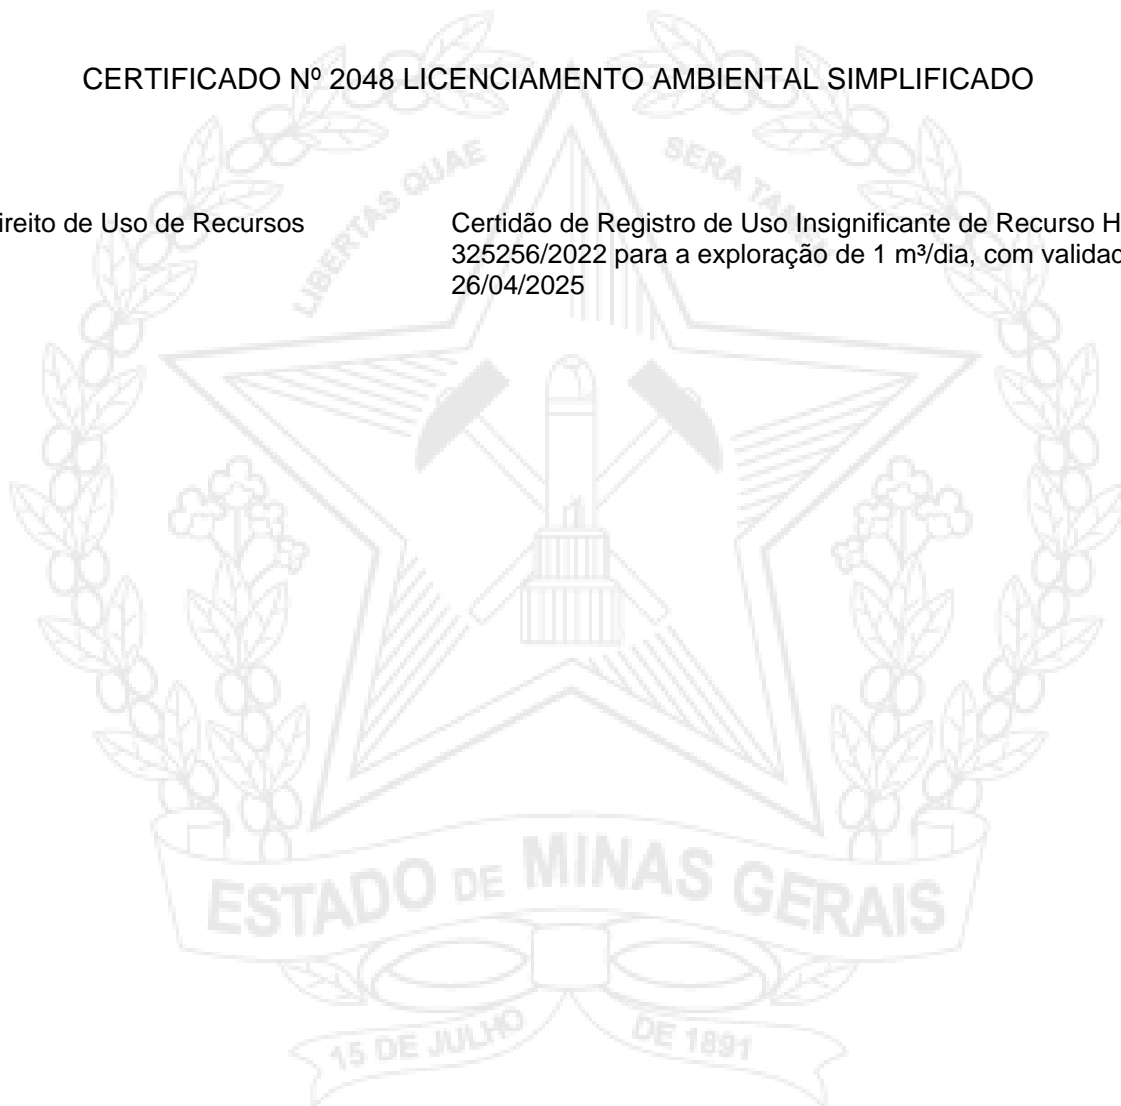 CERTIFICADO Nº 2048 LICENCIAMENTO AMBIENTAL SIMPLIFICADO
LIBERTAS QUAE SERA TAMEN
ireito de Uso de Recursos
Certidão de Registro de Uso Insignificante de Recurso H
325256/2022 para a exploração de 1 m³/dia, com validad
26/04/2025
ESTADO DE MINAS GERAIS
15 DE JULHO DE 1891